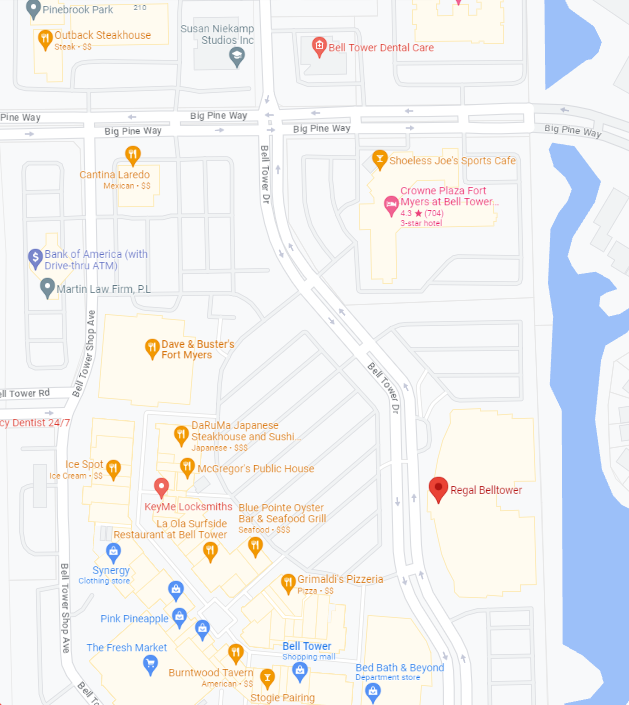 Pinebrook Park
210
Outback Steakhouse
Steak • $$
Susan Niekamp
Studios Inc
Bell Tower Dental Care
Pine Way
Big Pine Way
Big Pine Way
Big Pine Way
Big Pine Way
Cantina Laredo
Mexican • $$
Bell Tower Dr
Shoeless Joe's Sports Cafe
Crowne Plaza Fort
Myers at Bell Tower...
4.3 ★ (704)
3-star hotel
Bank of America (with
Drive-thru ATM)
Martin Law Firm, P.L
Bell Tower Shop Ave
Dave & Buster's
Fort Myers
Bell Tower Dr
ell Tower Rd
cy Dentist 24/7
DaRuMa Japanese
Steakhouse and Sushi...
Japanese • $$$
Ice Spot
Ice Cream • $$
McGregor's Public House
Regal Belltower
KeyMe Locksmiths
Blue Pointe Oyster
Bar & Seafood Grill
Seafood • $$$
La Ola Surfside
Restaurant at Bell Tower
Synergy
Clothing store
Grimaldi's Pizzeria
Pizza • $$
Bell Tower Shop Ave
Pink Pineapple
The Fresh Market
Bell Tower
Shopping mall
Burntwood Tavern
American • $$
Bed Bath & Beyond
Department store
Bell To
Stogie Pairing